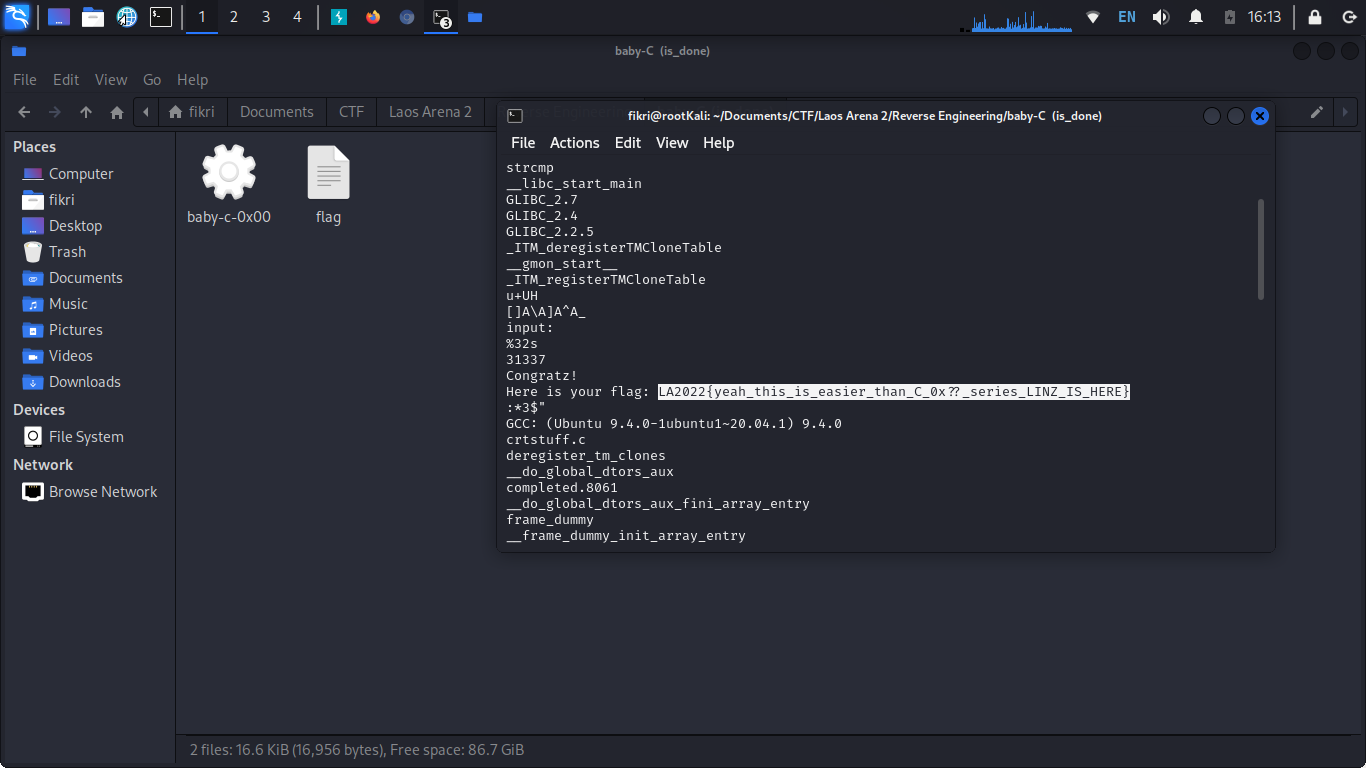 1 2 3 4
3
EN
16:13
baby-C (is_done)
File Edit View Go Help
fikri Documents CTF Laos Arena 2
Places
Computer
fikri
Desktop
Trash
Documents
Music
Pictures
Videos
Downloads
Devices
File System
Network
Browse Network
baby-c-0x00
flag
fikri@rootKali: ~/Documents/CTF/Laos Arena 2/Reverse Engineering/baby-C (is_done)
File Actions Edit View Help
strcmp
__libc_start_main
GLIBC_2.7
GLIBC_2.4
GLIBC_2.2.5
_ITM_deregisterTMCloneTable
__gmon_start__
_ITM_registerTMCloneTable
u+UH
[]A\A]A^A_
input:
%32s
31337
Congratz!
Here is your flag: LA2022{yeah_this_is_easier_than_C_0x??_series_LINZ_IS_HERE}
:*3$"
GCC: (Ubuntu 9.4.0-1ubuntu1~20.04.1) 9.4.0
crtstuff.c
deregister_tm_clones
__do_global_dtors_aux
completed.8061
__do_global_dtors_aux_fini_array_entry
frame_dummy
__frame_dummy_init_array_entry
2 files: 16.6 KiB (16,956 bytes), Free space: 86.7 GiB